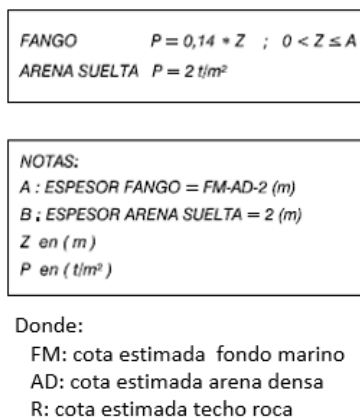 FANGO P = 0,14 * Z ; 0 < Z ≤ A
ARENA SUELTA P = 2 t/m²
NOTAS:
A : ESPESOR FANGO = FM-AD-2 (m)
B ; ESPESOR ARENA SUELTA = 2 (m)
Z en ( m )
P en ( t/m² )
Donde:
FM: cota estimada fondo marino
AD: cota estimada arena densa
R: cota estimada techo roca